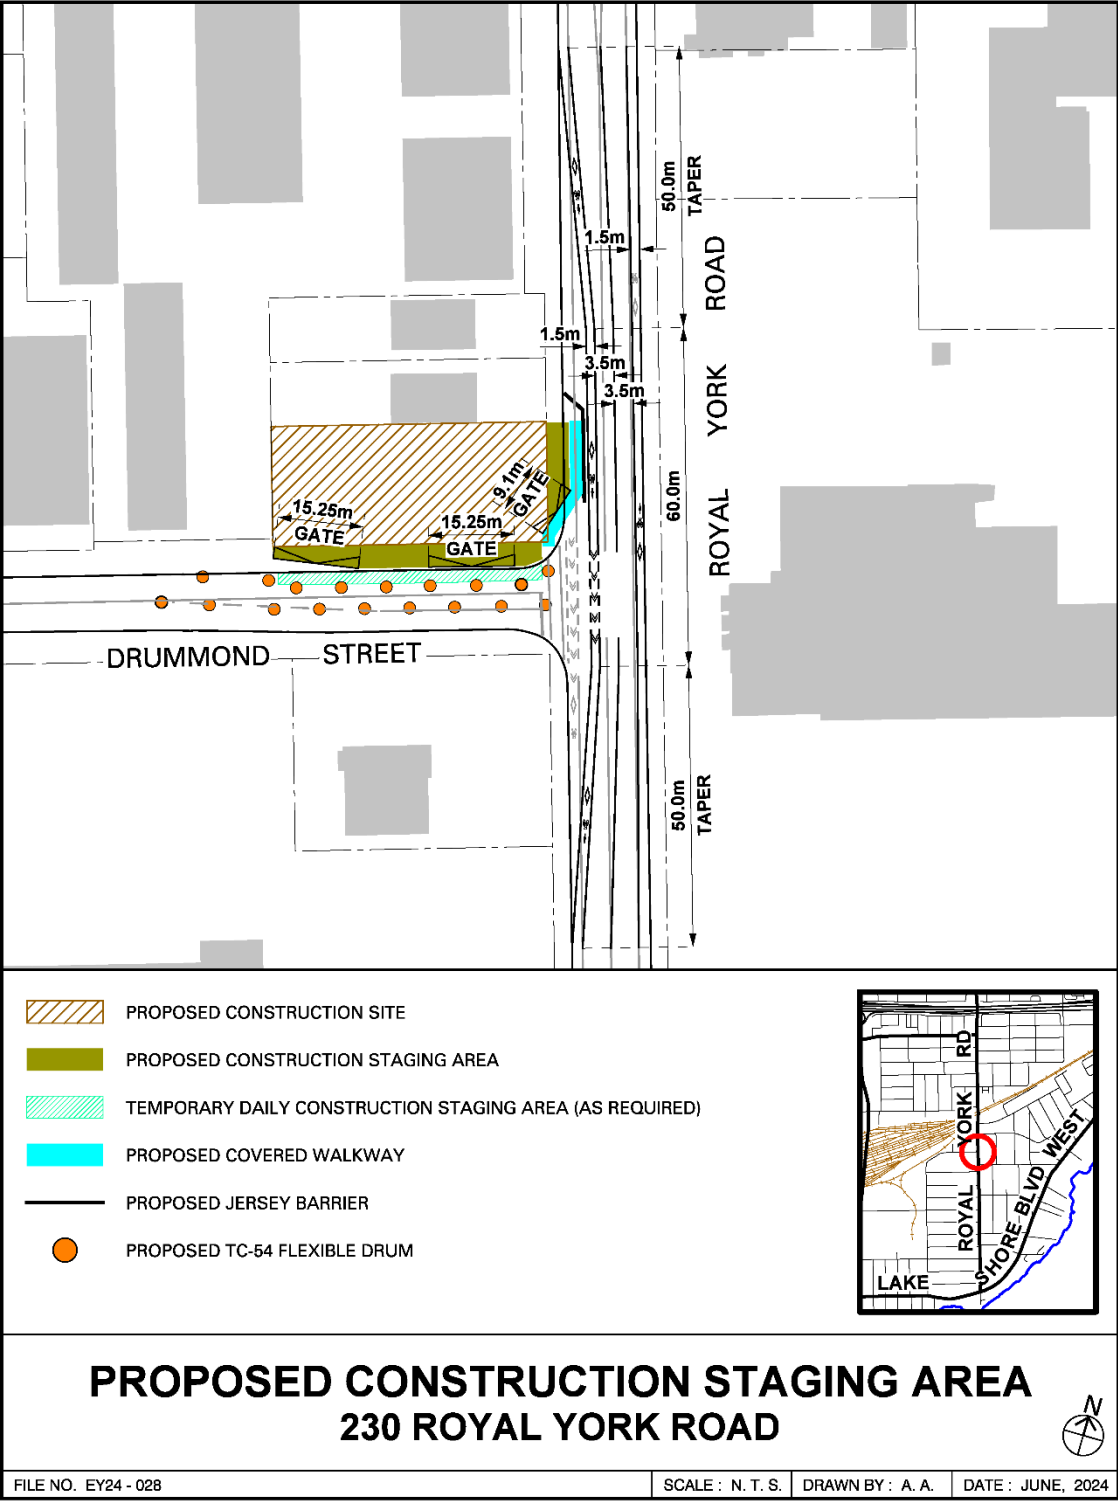 50.0m
TAPER
1.5m
ROYAL YORK ROAD
1.5m
3.5m
3.5m
60.0m
9.1m
GATE
15.25m
GATE
15.25m
GATE
DRUMMOND STREET
50.0m
TAPER
PROPOSED CONSTRUCTION SITE
PROPOSED CONSTRUCTION STAGING AREA
TEMPORARY DAILY CONSTRUCTION STAGING AREA (AS REQUIRED)
PROPOSED COVERED WALKWAY
PROPOSED JERSEY BARRIER
PROPOSED TC-54 FLEXIBLE DRUM
ROYAL YORK RD
LAKE SHORE BLVD WEST
PROPOSED CONSTRUCTION STAGING AREA
230 ROYAL YORK ROAD
N
FILE NO. EY24 - 028
SCALE : N. T. S.
DRAWN BY : A. A.
DATE : JUNE, 2024